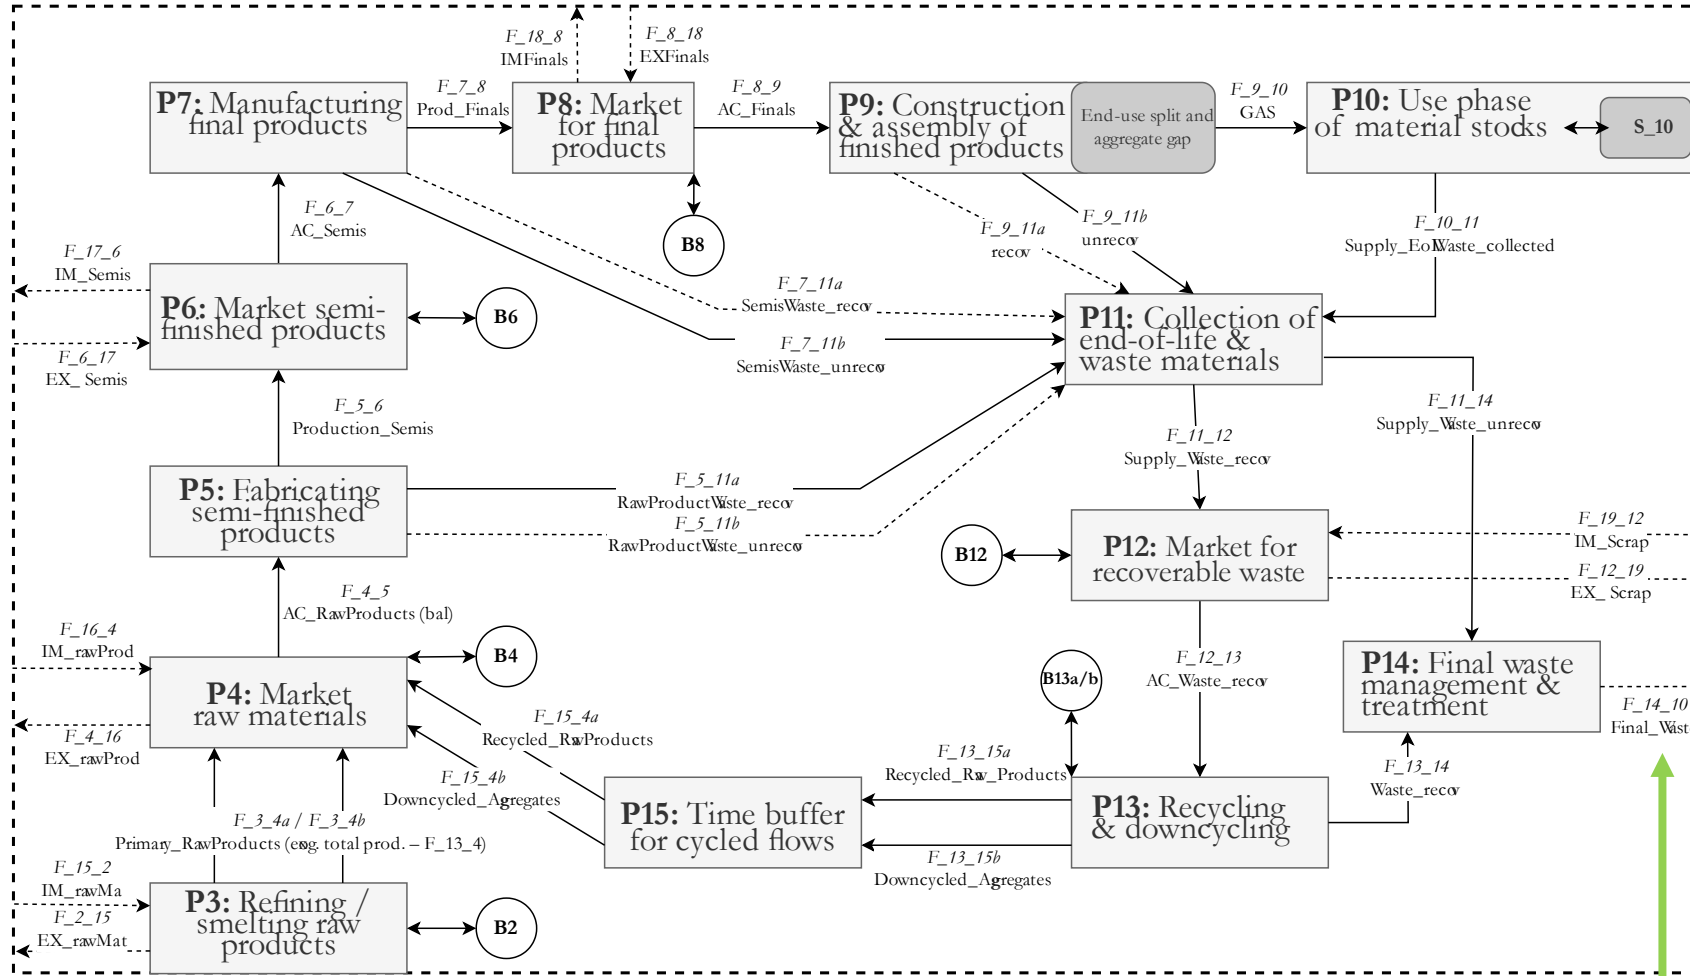 F_18_8
IMFinals
F_8_18
EXFinals
P7: Manufacturing
final products
F_7_8
Prod_Finals
P8: Market
for final
products
F_8_9
AC_Finals
P9: Construction
& assembly of
finished products
End-use split and
aggregate gap
F_9_10
GAS
P10: Use phase
of material stocks
S_10
F_6_7
AC_Semis
B8
F_9_11a
recov
F_9_11b
unrecov
F_10_11
Supply_EolWaste_collected
F_17_6
IM_Semis
P6: Market semi-
finished products
B6
F_6_17
EX_ Semis
F_7_11a
SemisWaste_recov
F_7_11b
SemisWaste_unrecov
P11: Collection of
end-of-life &
waste materials
F_5_6
Production_Semis
F_11_12
Supply_Waste_recov
F_11_14
Supply_Waste_unrecov
P5: Fabricating
semi-finished
products
F_5_11a
RawProductWaste_recov
F_5_11b
RawProductWaste_unrecov
B12
P12: Market for
recoverable waste
F_19_12
IM_Scrap
F_12_19
EX_ Scrap
F_4_5
AC_RawProducts (bal)
F_16_4
IM_rawProd
P4: Market
raw materials
B4
F_4_16
EX_rawProd
F_15_4a
Recycled_RawProducts
F_15_4b
Downcycled_Agregates
B13a/b
F_12_13
AC_Waste_recov
P14: Final waste
management &
treatment
F_14_10
Final_Wast
F_13_15a
Recycled_Raw_Products
F_13_14
Waste_recov
P15: Time buffer
for cycled flows
P13: Recycling
& downcycling
F_13_15b
Downcycled_Agregates
F_3_4a / F_3_4b
Primary_RawProducts (exog. total prod. – F_13_4)
F_15_2
IM_rawMa
F_2_15
EX_rawMat
P3: Refining /
smelting raw
products
B2